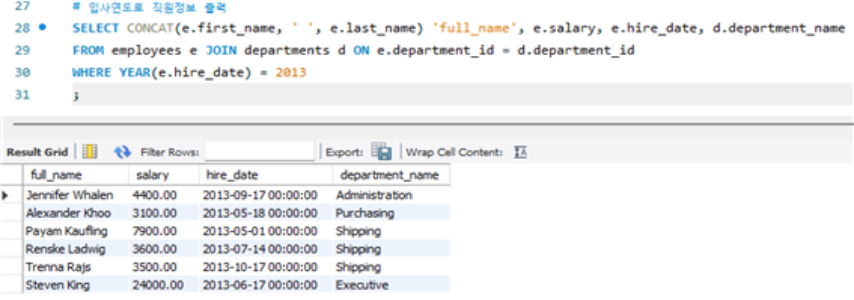 27 # 입사연도로 직원정보 출력
28 SELECT CONCAT(e.first_name, ' ', e.last_name) 'full_name', e.salary, e.hire_date, d.department_name
29 FROM employees e JOIN departments d ON e.department_id = d.department_id
30 WHERE YEAR(e.hire_date) = 2013
31 ;
Result Grid Filter Rows: Export: Wrap Cell Content: IA
full_name salary hire_date department_name
Jennifer Whalen 4400.00 2013-09-17 00:00:00 Administration
Alexander Khoo 3100.00 2013-05-18 00:00:00 Purchasing
Payam Kaufling 7900.00 2013-05-01 00:00:00 Shipping
Renske Ladwig 3600.00 2013-07-14 00:00:00 Shipping
Trenna Rajs 3500.00 2013-10-17 00:00:00 Shipping
Steven King 24000.00 2013-06-17 00:00:00 Executive